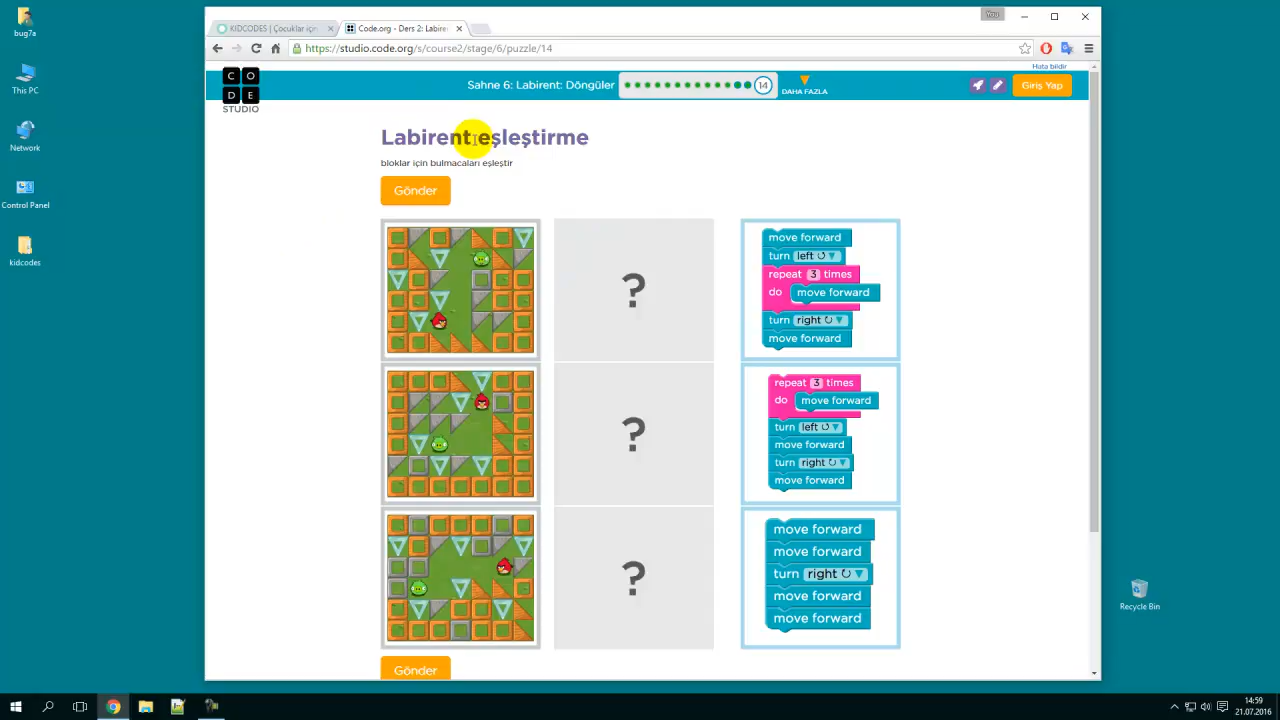 bug7a
This PC
Network
Control Panel
kidcodes
Recycle Bin
You
KIDCODES | Çocuklar için
Code.org - Ders 2: Labire
https://studio.code.org/s/course2/stage/6/puzzle/14
Hata bildir
C O
D E
STUDIO
Sahne 6: Labirent: Döngüler
14
DAHA FAZLA
Giriş Yap
Labirent eşleştirme
bloklar için bulmacaları eşleştir
Gönder
?
move forward
turn left
repeat 3 times
do move forward
turn right
move forward
?
repeat 3 times
do move forward
turn left
move forward
turn right
move forward
?
move forward
move forward
turn right
move forward
move forward
Gönder
14:59
21.07.2016